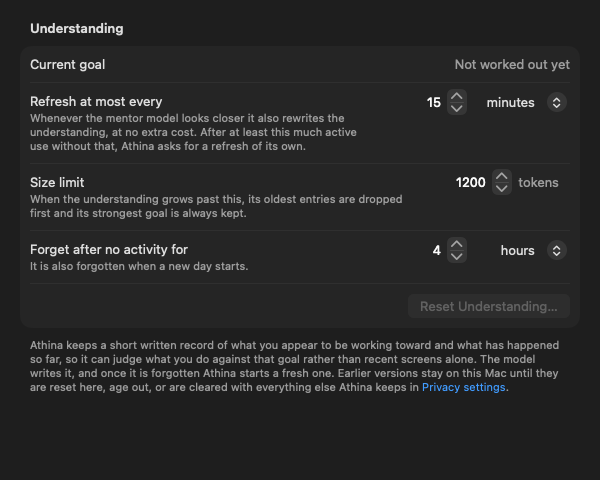 Understanding
Current goal
Not worked out yet
Refresh at most every
15
minutes
Whenever the mentor model looks closer it also rewrites the
understanding, at no extra cost. After at least this much active
use without that, Athina asks for a refresh of its own.
Size limit
1200
tokens
When the understanding grows past this, its oldest entries are dropped
first and its strongest goal is always kept.
Forget after no activity for
4
hours
It is also forgotten when a new day starts.
Reset Understanding...
Athina keeps a short written record of what you appear to be working toward and what has happened
so far, so it can judge what you do against that goal rather than recent screens alone. The model
writes it, and once it is forgotten Athina starts a fresh one. Earlier versions stay on this Mac until they
are reset here, age out, or are cleared with everything else Athina keeps in Privacy settings.